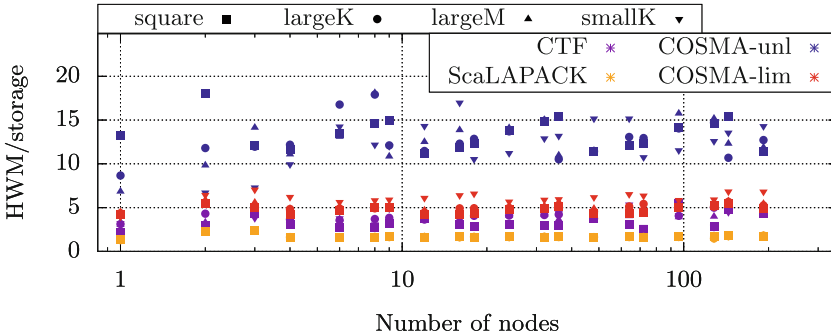 square largeK largeM smallK
CTF COSMA-unl
ScaLAPACK COSMA-lim
HWM/storage
20
15
10
5
0
1 10 100
Number of nodes